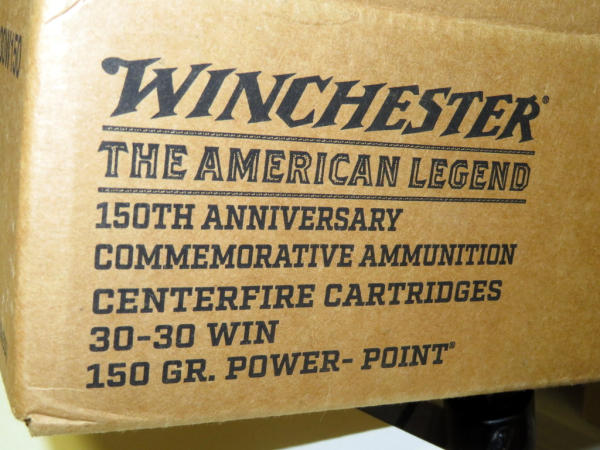 WINCHESTER®
THE AMERICAN LEGEND
150TH ANNIVERSARY
COMMEMORATIVE AMMUNITION
CENTERFIRE CARTRIDGES
30-30 WIN
150 GR. POWER- POINT®